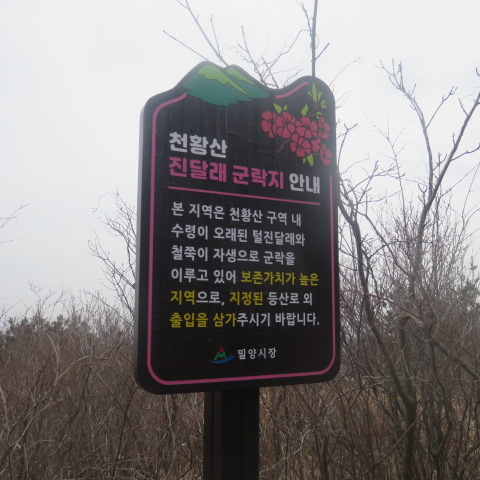 천황산
진달래 군락지 안내
본 지역은 천황산 구역 내
수령이 오래된 털진달래와
철쭉이 자생으로 군락을
이루고 있어 보존가치가 높은
지역으로, 지정된 등산로 외
출입을 삼가주시기 바랍니다.
밀양시장